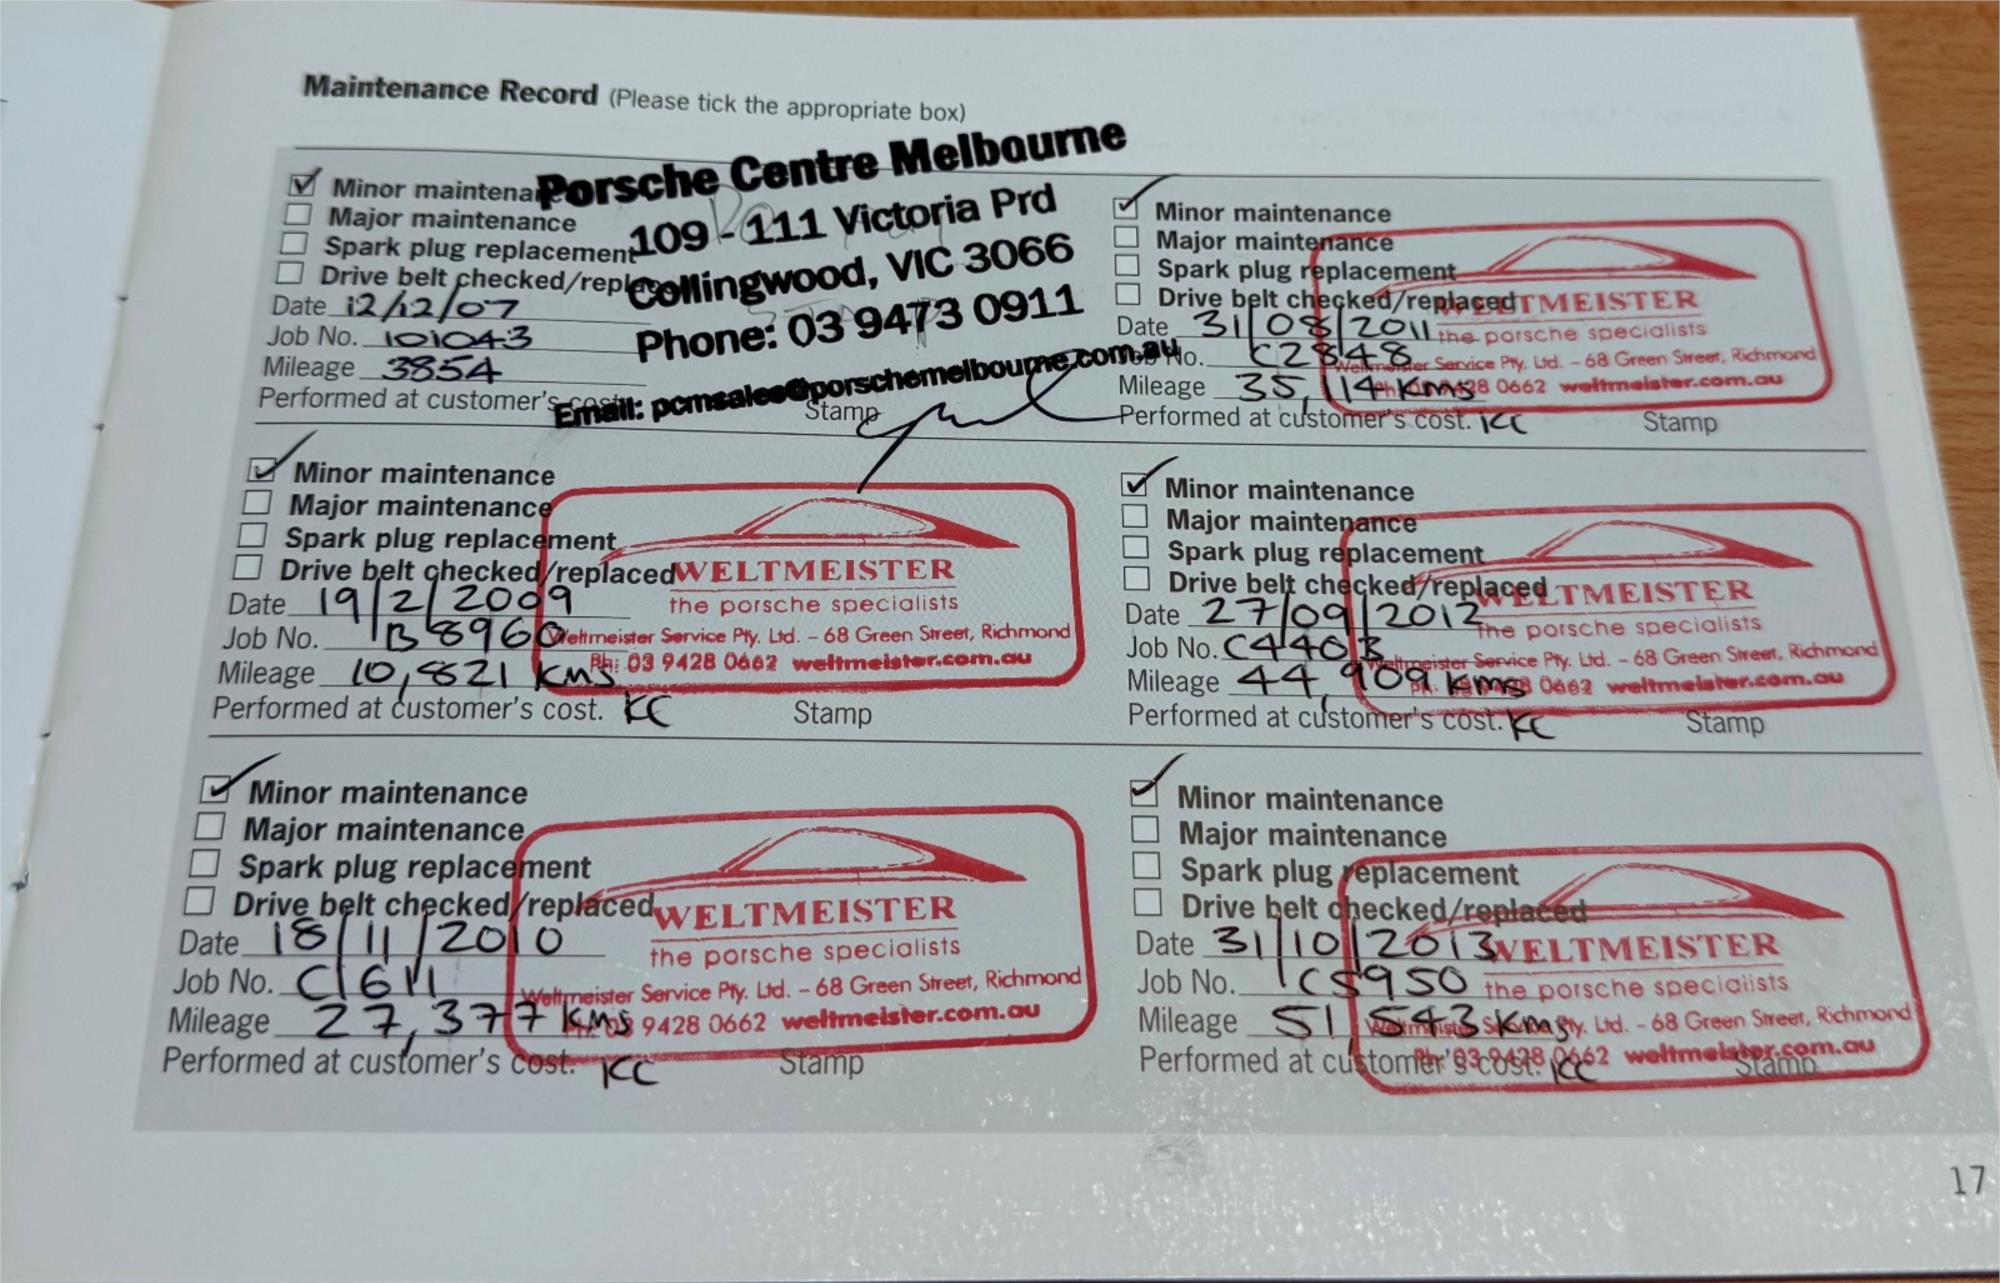 Maintenance Record (Please tick the appropriate box)
Minor maintenance
Major maintenance
Spark plug replacement
Drive belt checked/replaced
Date 12/12/07
Job No. 101043
Mileage 3854
Performed at customer's cost.
Stamp
Porsche Centre Melbourne
109 - 111 Victoria Prd
Collingwood, VIC 3066
Phone: 03 9473 0911
Email: pcmsales@porschemelbourne.com.au
Minor maintenance
Major maintenance
Spark plug replacement
Drive belt checked/replaced
Date 19/2/2009
Job No. B8960
Mileage 10,821 kms
Performed at customer's cost. KC
Stamp
WELTMEISTER
the porsche specialists
Weltmeister Service Pty. Ltd. - 68 Green Street, Richmond
Ph: 03 9428 0662 weltmeister.com.au
Minor maintenance
Major maintenance
Spark plug replacement
Drive belt checked/replaced
Date 18/11/2010
Job No. C1611
Mileage 27,377 kms
Performed at customer's cost. KC
Stamp
WELTMEISTER
the porsche specialists
Weltmeister Service Pty. Ltd. - 68 Green Street, Richmond
Ph: 03 9428 0662 weltmeister.com.au
Minor maintenance
Major maintenance
Spark plug replacement
Drive belt checked/replaced
Date 31/08/2011
Job No. C2848
Mileage 35,114 kms
Performed at customer's cost. KC
Stamp
WELTMEISTER
the porsche specialists
Weltmeister Service Pty. Ltd. - 68 Green Street, Richmond
Ph: 03 9428 0662 weltmeister.com.au
Minor maintenance
Major maintenance
Spark plug replacement
Drive belt checked/replaced
Date 27/09/2012
Job No. C4403
Mileage 44,909 kms
Performed at customer's cost. KC
Stamp
WELTMEISTER
the porsche specialists
Weltmeister Service Pty. Ltd. - 68 Green Street, Richmond
Ph: 03 9428 0662 weltmeister.com.au
Minor maintenance
Major maintenance
Spark plug replacement
Drive belt checked/replaced
Date 31/10/2013
Job No. C5950
Mileage 51,543 kms
Performed at customer's cost. KC
Stamp
WELTMEISTER
the porsche specialists
Weltmeister Service Pty. Ltd. - 68 Green Street, Richmond
Ph: 03 9428 0662 weltmeister.com.au
17